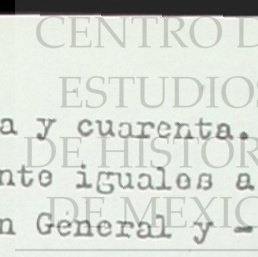 CENTRO D
ESTUDIOS
a y cuarenta.
DE HISTOR
nte iguales a
DE MEXIC
n General y -